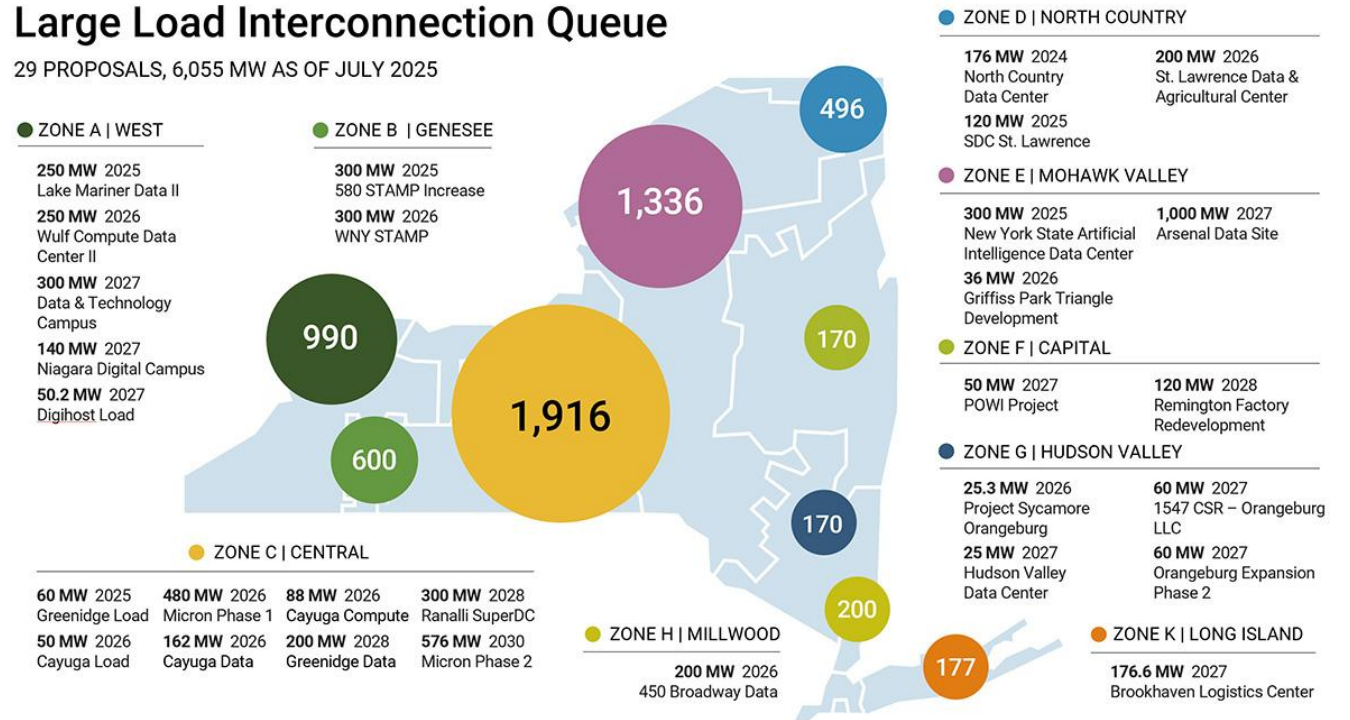 Large Load Interconnection Queue
29 PROPOSALS, 6,055 MW AS OF JULY 2025
ZONE A | WEST
250 MW 2025
Lake Mariner Data II
250 MW 2026
Wulf Compute Data
Center II
300 MW 2027
Data & Technology
Campus
140 MW 2027
Niagara Digital Campus
50.2 MW 2027
Digihost Load
ZONE B | GENESEE
300 MW 2025
580 STAMP Increase
300 MW 2026
WNY STAMP
496
1,336
990
170
1,916
600
170
200
177
ZONE C | CENTRAL
60 MW 2025
Greenidge Load
50 MW 2026
Cayuga Load
480 MW 2026
Micron Phase 1
162 MW 2026
Cayuga Data
88 MW 2026
Cayuga Compute
200 MW 2028
Greenidge Data
300 MW 2028
Ranalli SuperDC
576 MW 2030
Micron Phase 2
ZONE D | NORTH COUNTRY
176 MW 2024
North Country
Data Center
120 MW 2025
SDC St. Lawrence
200 MW 2026
St. Lawrence Data &
Agricultural Center
ZONE E | MOHAWK VALLEY
300 MW 2025
New York State Artificial
Intelligence Data Center
36 MW 2026
Griffiss Park Triangle
Development
1,000 MW 2027
Arsenal Data Site
ZONE F | CAPITAL
50 MW 2027
POWI Project
120 MW 2028
Remington Factory
Redevelopment
ZONE G | HUDSON VALLEY
25.3 MW 2026
Project Sycamore
Orangeburg
25 MW 2027
Hudson Valley
Data Center
60 MW 2027
1547 CSR – Orangeburg
LLC
60 MW 2027
Orangeburg Expansion
Phase 2
ZONE H | MILLWOOD
200 MW 2026
450 Broadway Data
ZONE K | LONG ISLAND
176.6 MW 2027
Brookhaven Logistics Center